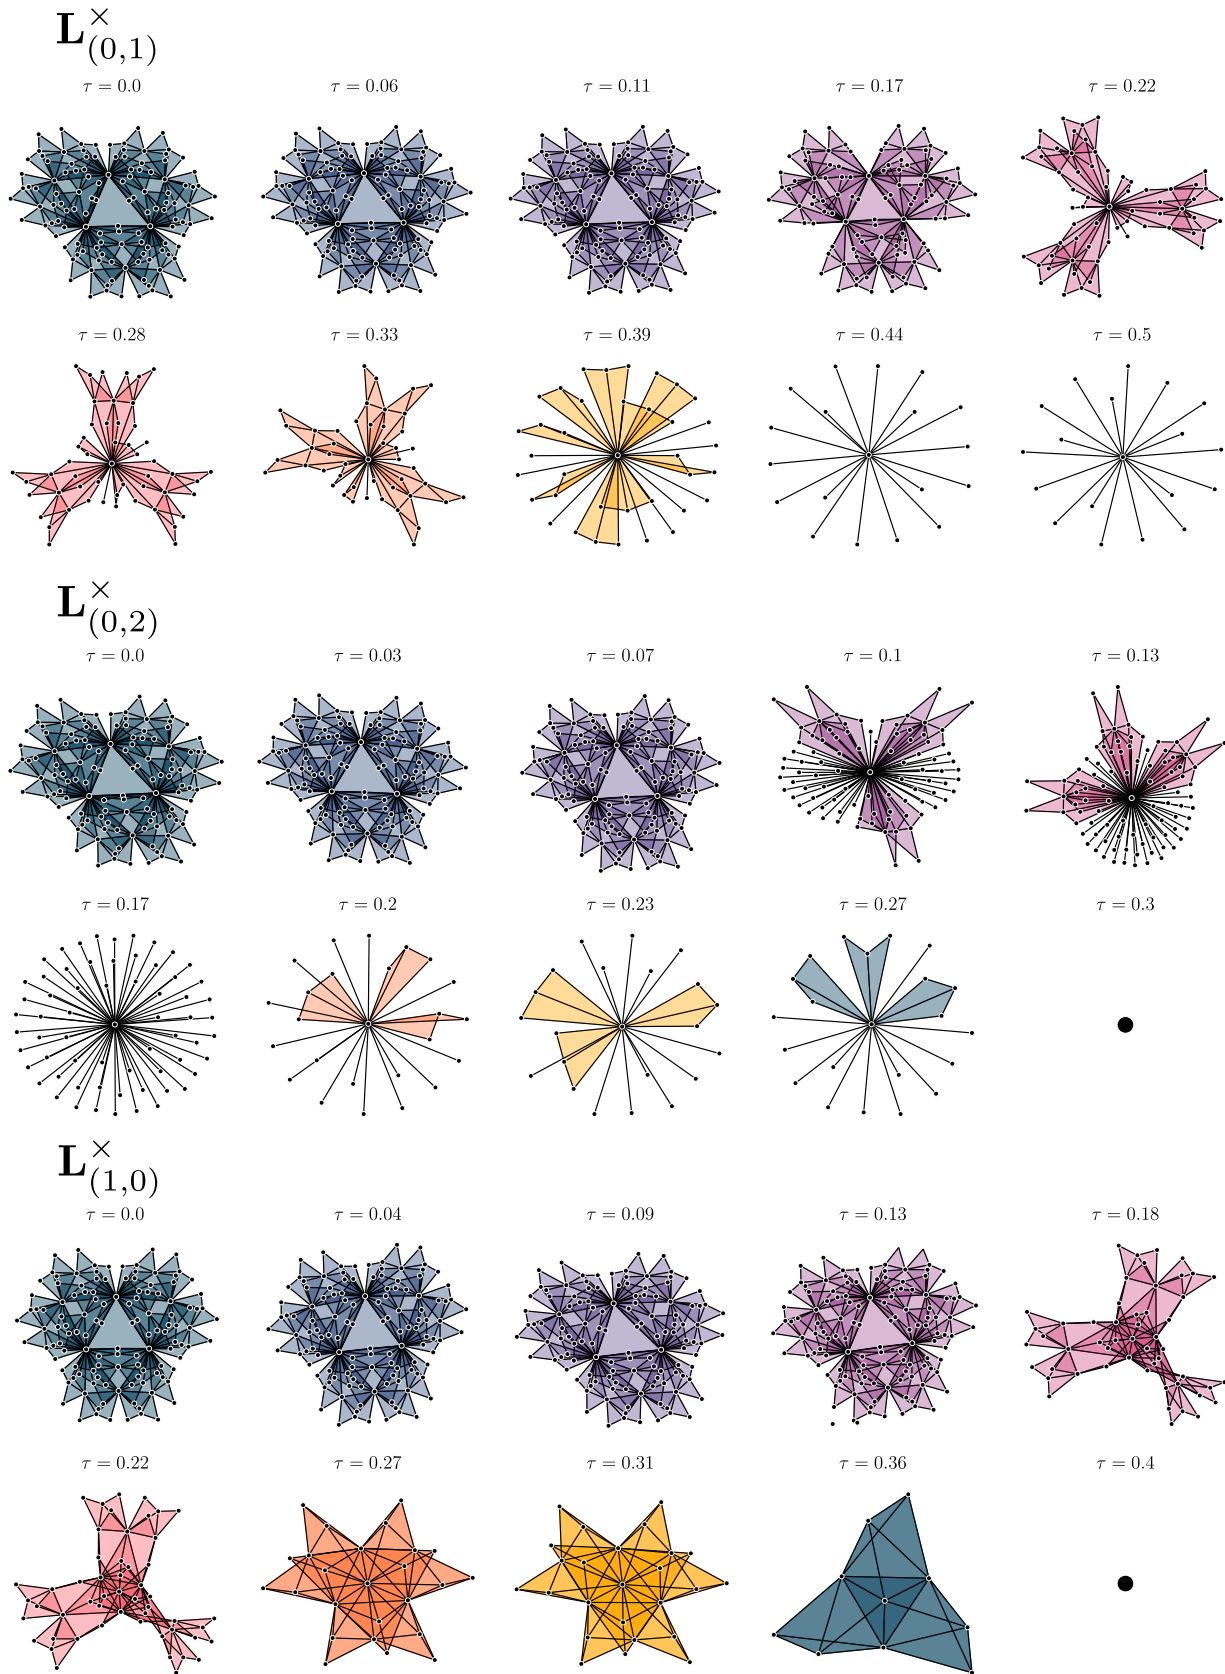 L×(0,1)
τ = 0.0 τ = 0.06 τ = 0.11 τ = 0.17 τ = 0.22
τ = 0.28 τ = 0.33 τ = 0.39 τ = 0.44 τ = 0.5
L×(0,2)
τ = 0.0 τ = 0.03 τ = 0.07 τ = 0.1 τ = 0.13
τ = 0.17 τ = 0.2 τ = 0.23 τ = 0.27 τ = 0.3
L×(1,0)
τ = 0.0 τ = 0.04 τ = 0.09 τ = 0.13 τ = 0.18
τ = 0.22 τ = 0.27 τ = 0.31 τ = 0.36 τ = 0.4